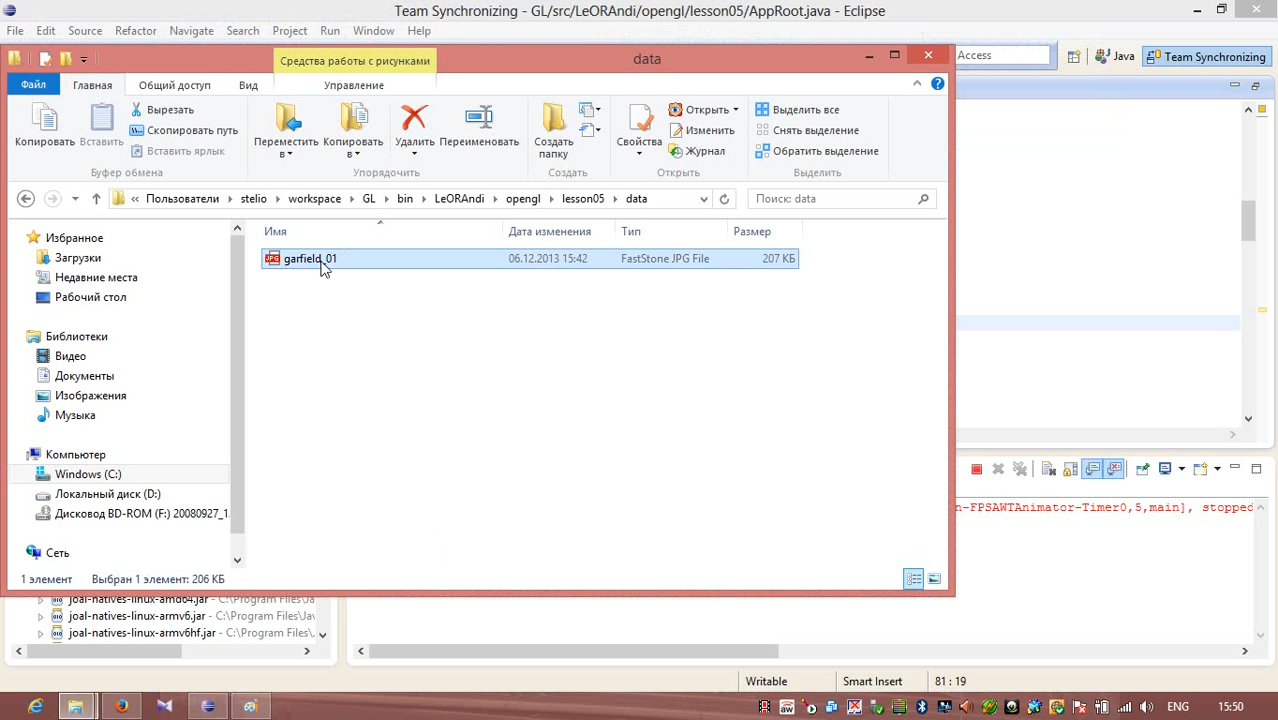 Team Synchronizing - GL/src/LeORAndi/opengl/lesson05/AppRoot.java - Eclipse
File Edit Source Refactor Navigate Search Project Run Window Help
Средства работы с рисунками data
Access Java Team Synchronizing
Файл Главная Общий доступ Вид Управление
Копировать
Вставить
Вырезать
Скопировать путь
Вставить ярлык
Переместить в
Копировать в
Удалить
Переименовать
Создать папку
Свойства
Открыть
Изменить
Журнал
Выделить все
Снять выделение
Обратить выделение
Буфер обмена Упорядочить Создать Открыть Выделить
« Пользователи stelio workspace GL bin LeORAndi opengl lesson05 data Поиск: data
Имя Дата изменения Тип Размер
garfield_01 06.12.2013 15:42 FastStone JPG File 207 КБ
Избранное
Загрузки
Недавние места
Рабочий стол
Библиотеки
Видео
Документы
Изображения
Музыка
Компьютер
Windows (C:)
Локальный диск (D:)
Дисковод BD-ROM (F:) 20080927_1
Сеть
1 элемент Выбран 1 элемент: 206 КБ
n-FPSAWTAnimator-Timer0,5,main], stopped
joal-natives-linux-amd64.jar - C:\Program Files\Java
joal-natives-linux-armv6.jar - C:\Program Files\Jav
joal-natives-linux-armv6hf.jar - C:\Program Files\J
Writable Smart Insert 81 : 19
ENG 15:50